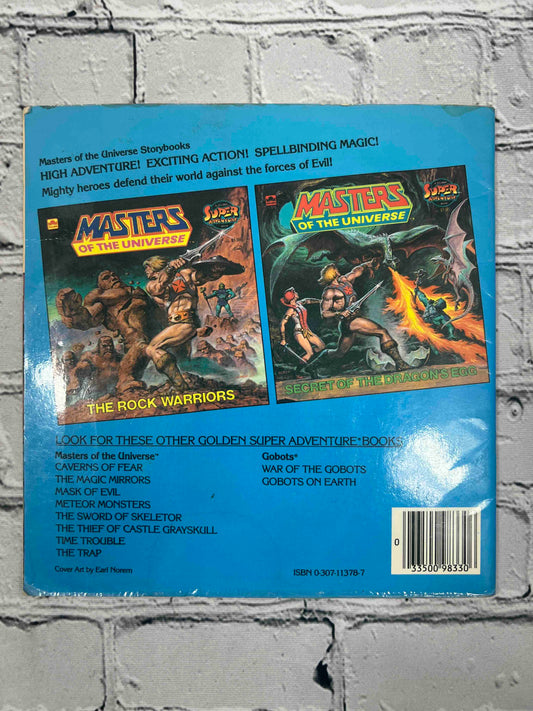 Masters of the Universe Storybooks
HIGH ADVENTURE! EXCITING ACTION! SPELLBINDING MAGIC!
Mighty heroes defend their world against the forces of Evil!
MASTERS
OF THE UNIVERSE
SUPER
THE ROCK WARRIORS
MASTERS
OF THE UNIVERSE
SUPER
SECRET OF THE DRAGON'S EGG
LOOK FOR THESE OTHER GOLDEN SUPER ADVENTURE® BOOKS
Masters of the Universe™
CAVERNS OF FEAR
THE MAGIC MIRRORS
MASK OF EVIL
METEOR MONSTERS
THE SWORD OF SKELETOR
THE THIEF OF CASTLE GRAYSKULL
TIME TROUBLE
THE TRAP
Gobots®
WAR OF THE GOBOTS
GOBOTS ON EARTH
Cover Art by Earl Norem
ISBN 0-307-11378-7
0
33500 98330